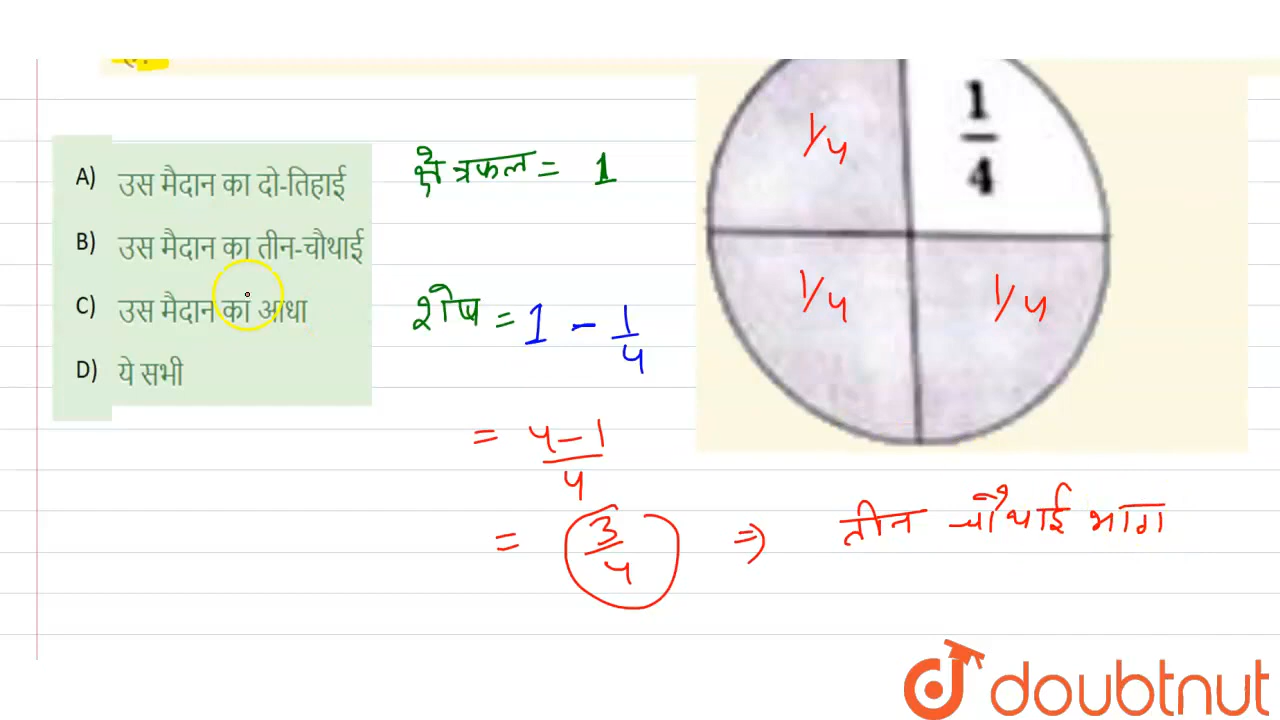 A) उस मैदान का दो-तिहाई
B) उस मैदान का तीन-चौथाई
C) उस मैदान का आधा
D) ये सभी
क्षेत्रफल = 1
शेष = 1 - 1/4
= 4-1/4
= 3/4 ⇒ तीन चौथाई भाग
1/4
1/4
1/4
1/4
doubtnut